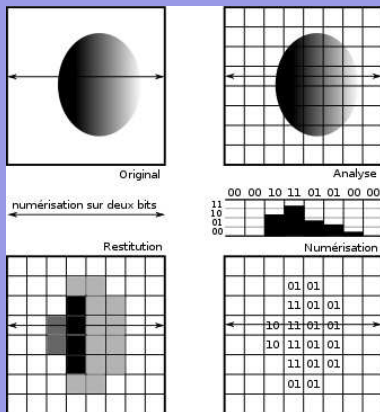 Original
Analyse
numérisation sur deux bits
00 00 10 11 01 01 00 00
11
10
01
00
Restitution
Numérisation
01 01
11 01 01
10 11 01 01
10 11 01 01
11 01 01
01 01